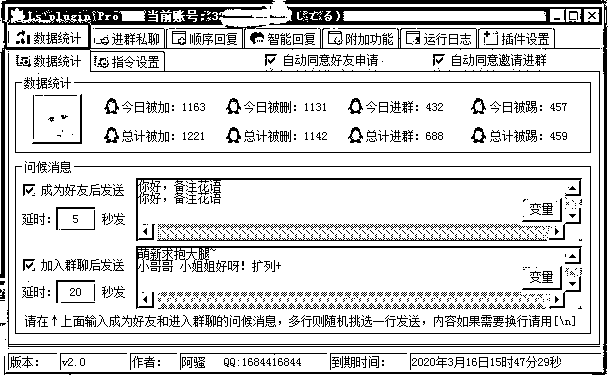 Ls_plugin\Pro 当前账号:
数据统计 进群私聊 顺序回复 智能回复 附加功能 运行日志 插件设置
数据统计 指令设置 自动同意好友申请 自动同意邀请进群
数据统计
今日被加: 1163 今日被删: 1131 今日进群: 432 今日被踢: 457
总计被加: 1221 总计被删: 1142 总计进群: 688 总计被踢: 459
问候消息
成为好友后发送
延时: 5 秒发
你好，备注花语
你好，备注花语
变量
加入群聊后发送
延时: 20 秒发
萌新求抱大腿~
小哥哥 小姐姐好呀! 扩列+
变量
请在↑上面输入成为好友和进入群聊的问候消息，多行则随机挑选一行发送，内容如果需要换行请用[\n]
版本: v2.0 作者: 阿骚 QQ:1684416844 到期时间: 2020年3月16日15时47分29秒